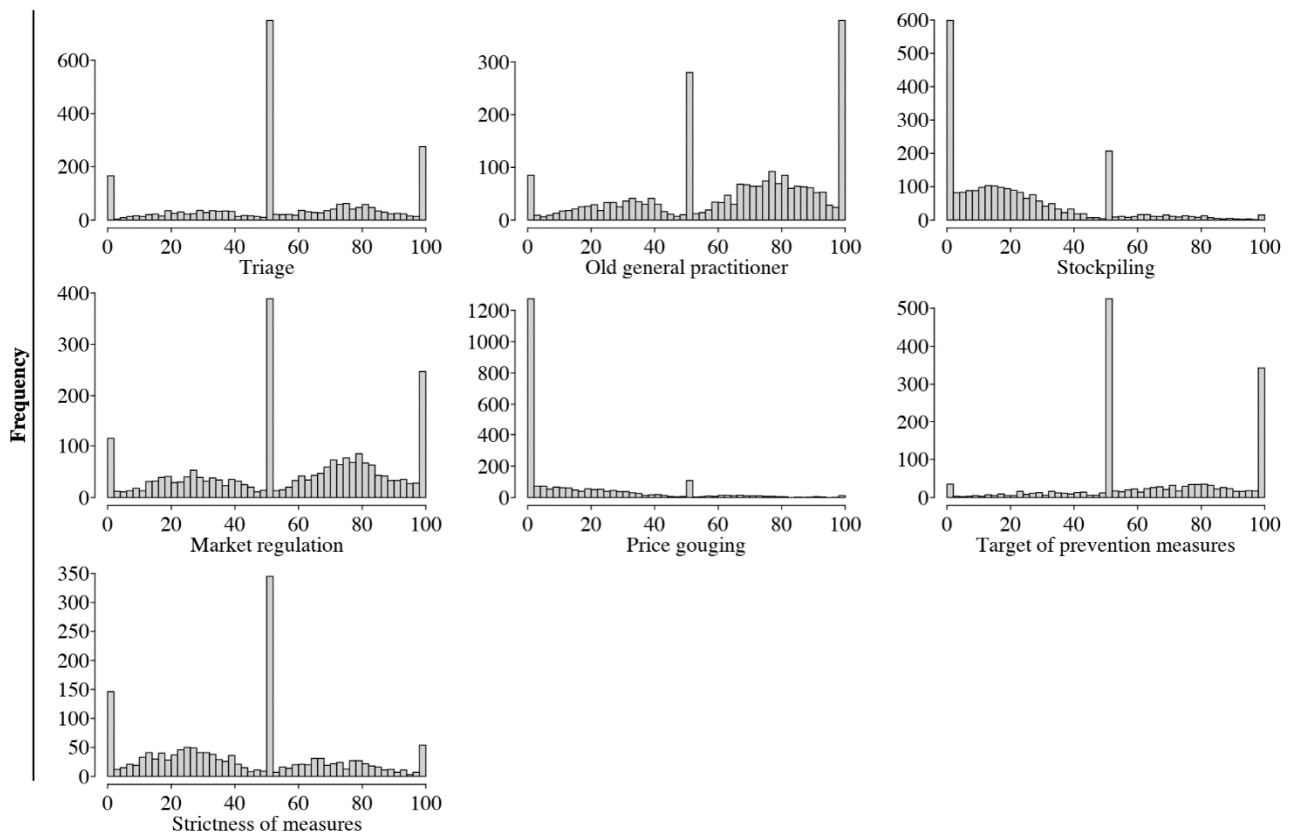 Frequency
600
400
200
0
0 20 40 60 80 100
Triage
300
200
100
0
0 20 40 60 80 100
Old general practitioner
600
500
400
300
200
100
0
0 20 40 60 80 100
Stockpiling
400
300
200
100
0
0 20 40 60 80 100
Market regulation
1200
1000
800
600
400
200
0
0 20 40 60 80 100
Price gouging
500
400
300
200
100
0
0 20 40 60 80 100
Target of prevention measures
350
300
250
200
150
100
50
0
0 20 40 60 80 100
Strictness of measures